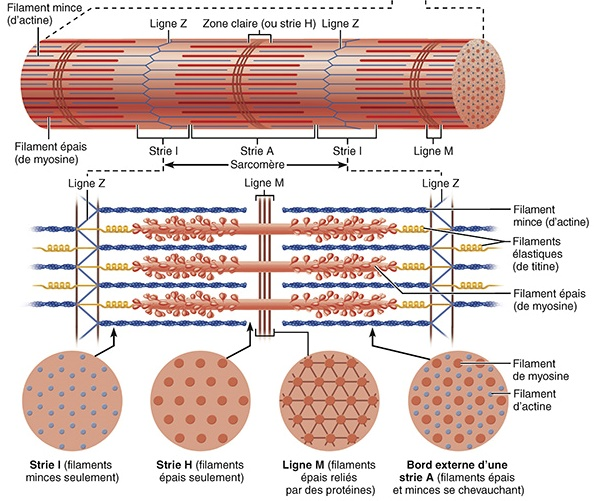 Filament mince
(d'actine)
Ligne Z
Zone claire (ou strie H)
Ligne Z
Filament épais
(de myosine)
Strie I
Strie A
Strie I
Ligne M
Sarcomère
Ligne Z
Ligne M
Ligne Z
Filament
mince (d'actine)
Filaments
élastiques
(de titine)
Filament épais
(de myosine)
Filament
de myosine
Filament
d'actine
Strie I (filaments
minces seulement)
Strie H (filaments
épais seulement)
Ligne M (filaments
épais reliés
par des protéines)
Bord externe d'une
strie A (filaments épais
et minces se chevauchant)